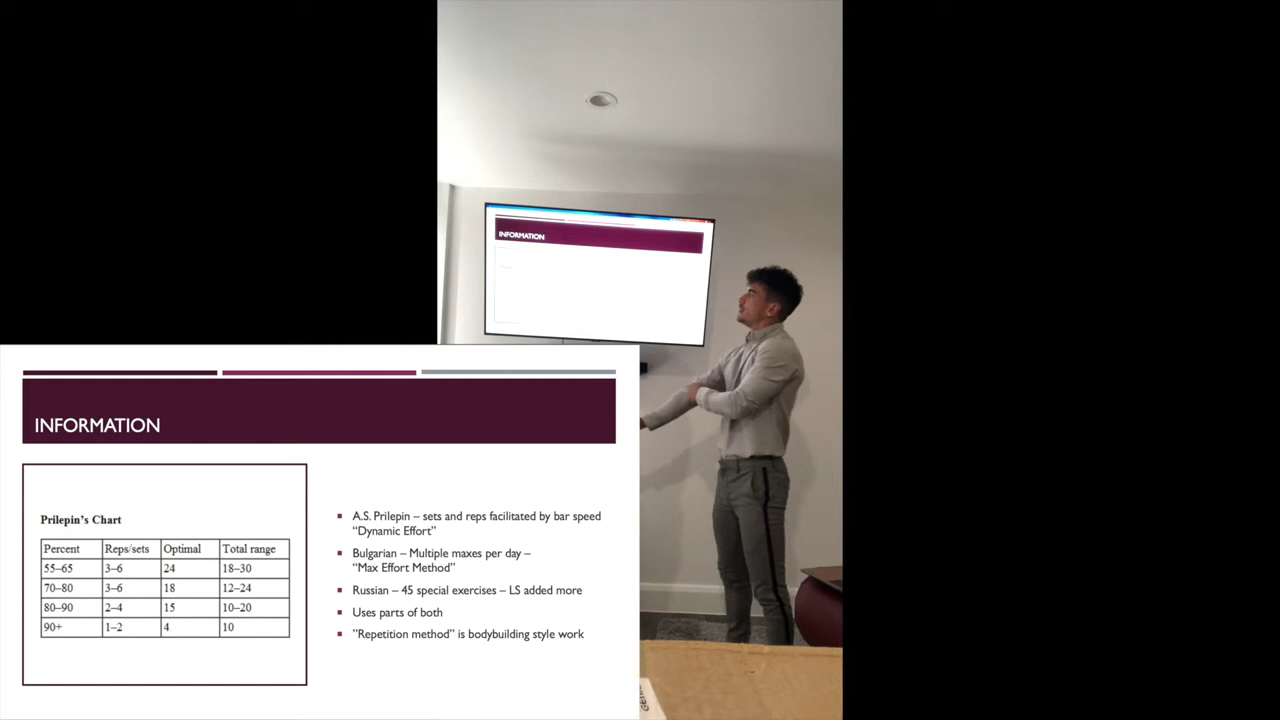 INFORMATION
INFORMATION
Prilepin's Chart
Percent Reps/sets Optimal Total range
55–65 3–6 24 18–30
70–80 3–6 18 12–24
80–90 2–4 15 10–20
90+ 1–2 4 10
▪ A.S. Prilepin – sets and reps facilitated by bar speed
“Dynamic Effort”
▪ Bulgarian – Multiple maxes per day –
“Max Effort Method”
▪ Russian – 45 special exercises – LS added more
▪ Uses parts of both
▪ ”Repetition method” is bodybuilding style work